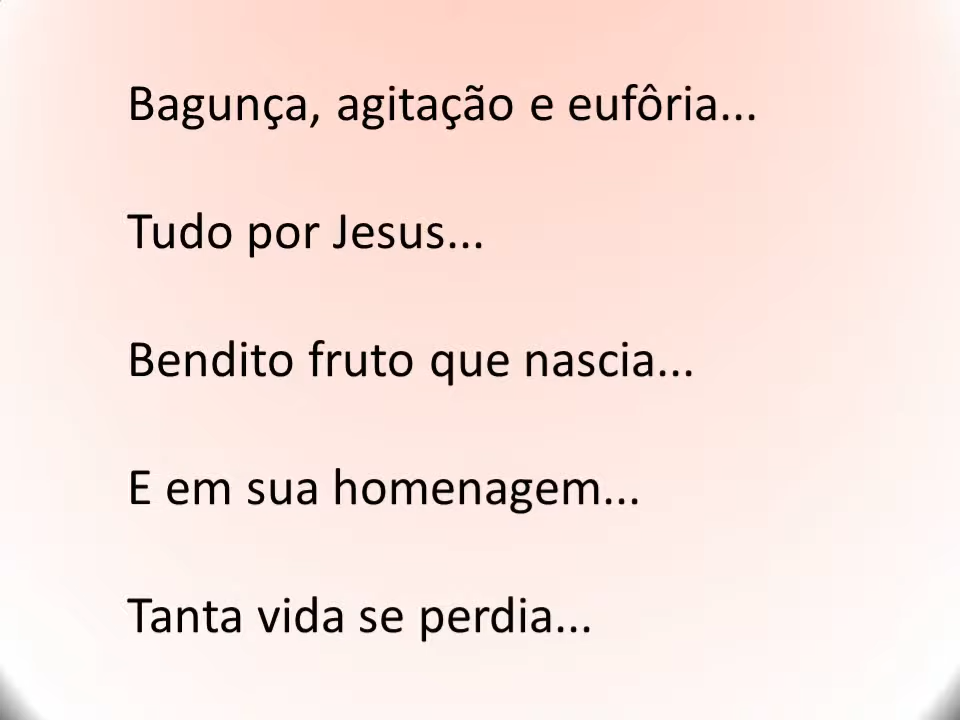 Bagunça, agitação e eufôria...
Tudo por Jesus...
Bendito fruto que nascia...
E em sua homenagem...
Tanta vida se perdia...